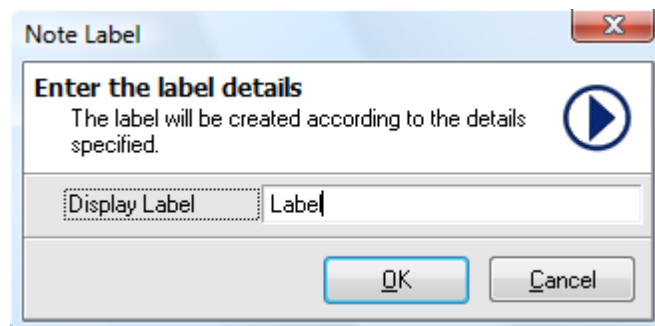 Note Label
Enter the label details
The label will be created according to the details
specified.
Display Label Label
OK Cancel